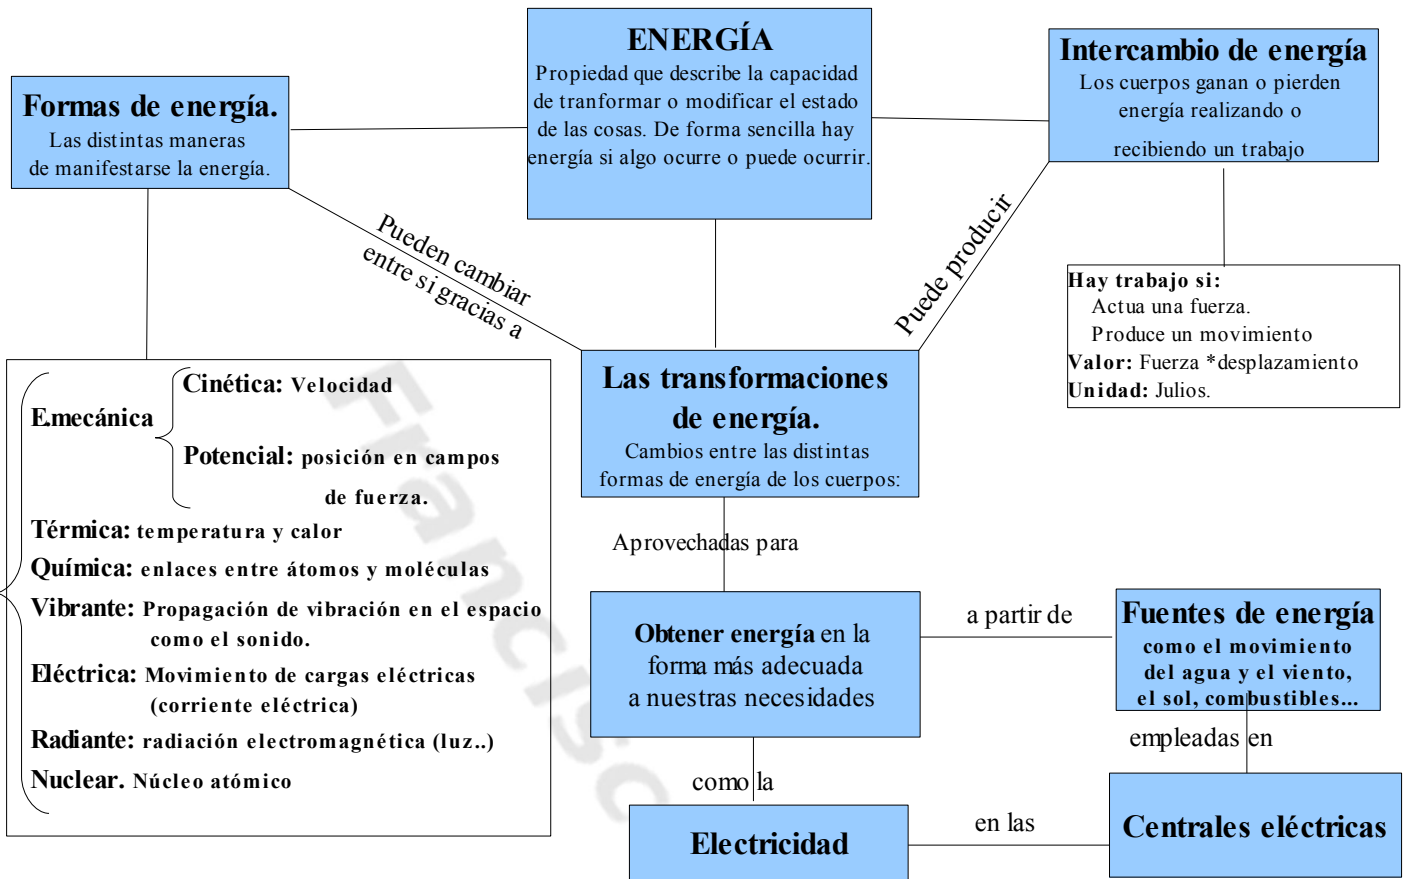 ENERGÍA
Propiedad que describe la capacidad
de tranformar o modificar el estado
de las cosas. De forma sencilla hay
energía si algo ocurre o puede ocurrir.
Formas de energía.
Las distintas maneras
de manifestarse la energía.
Intercambio de energía
Los cuerpos ganan o pierden
energía realizando o
recibiendo un trabajo
Pueden cambiar
entre si gracias a
Puede producir
Hay trabajo si:
Actua una fuerza.
Produce un movimiento
Valor: Fuerza *desplazamiento
Unidad: Julios.
Las transformaciones
de energía.
Cambios entre las distintas
formas de energía de los cuerpos:
E.mecánica
Cinética: Velocidad
Potencial: posición en campos
de fuerza.
Térmica: temperatura y calor
Química: enlaces entre átomos y moléculas
Vibrante: Propagación de vibración en el espacio
como el sonido.
Eléctrica: Movimiento de cargas eléctricas
(corriente eléctrica)
Radiante: radiación electromagnética (luz..)
Nuclear. Núcleo atómico
Aprovechadas para
Obtener energía en la
forma más adecuada
a nuestras necesidades
a partir de
Fuentes de energía
como el movimiento
del agua y el viento,
el sol, combustibles...
empleadas en
como la
Electricidad
en las
Centrales eléctricas
Francisc